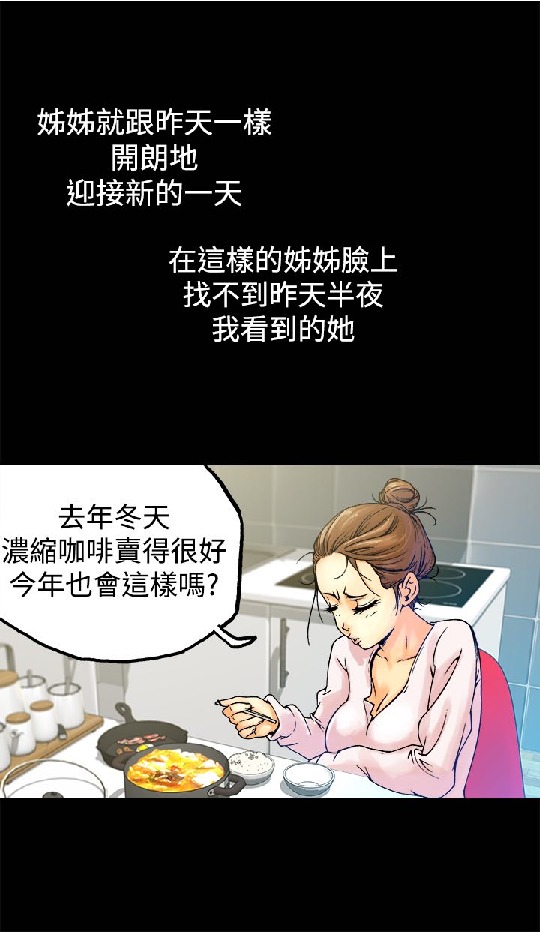 姊姊就跟昨天一樣
開朗地
迎接新的一天
在這樣的姊姊臉上
找不到昨天半夜
我看到的她
去年冬天
濃縮咖啡賣得很好
今年也會這樣嗎?